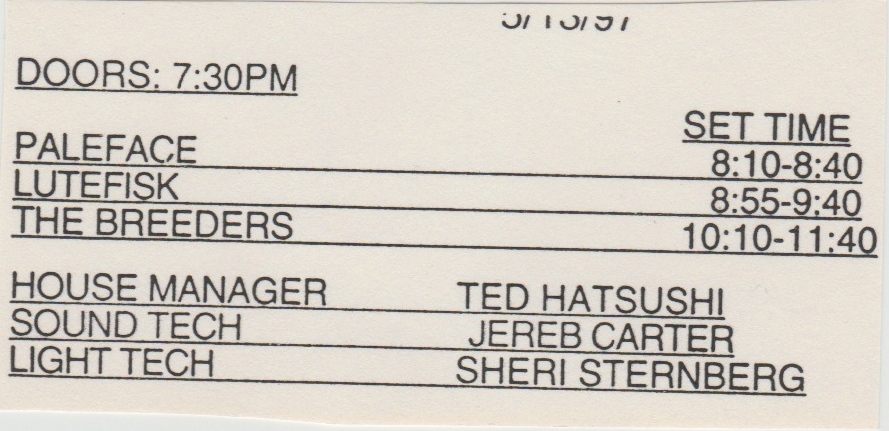 DOORS: 7:30PM
SET TIME
PALEFACE 8:10-8:40
LUTEFISK 8:55-9:40
THE BREEDERS 10:10-11:40
HOUSE MANAGER TED HATSUSHI
SOUND TECH JEREB CARTER
LIGHT TECH SHERI STERNBERG